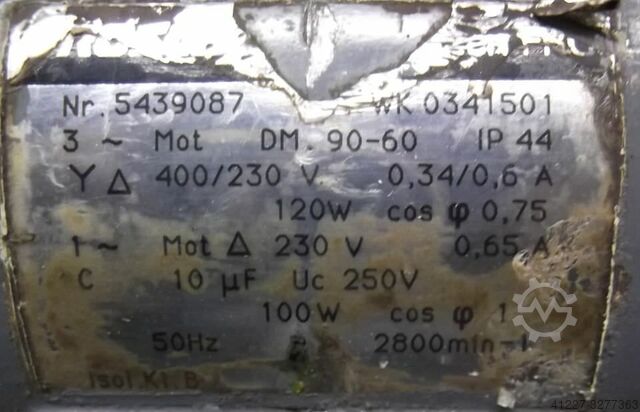 Nr. 5439087 WK 0341501
3 ~ Mot DM. 90-60 IP 44
Y Δ 400/230 V. 0,34/0,6 A
120W cos φ 0,75
1 ~ Mot Δ 230 V 0,65 A
C 10 µF Uc 250V
100W cos φ 1
50Hz 2800min-1
Isol.Kl.B
41227 9277363